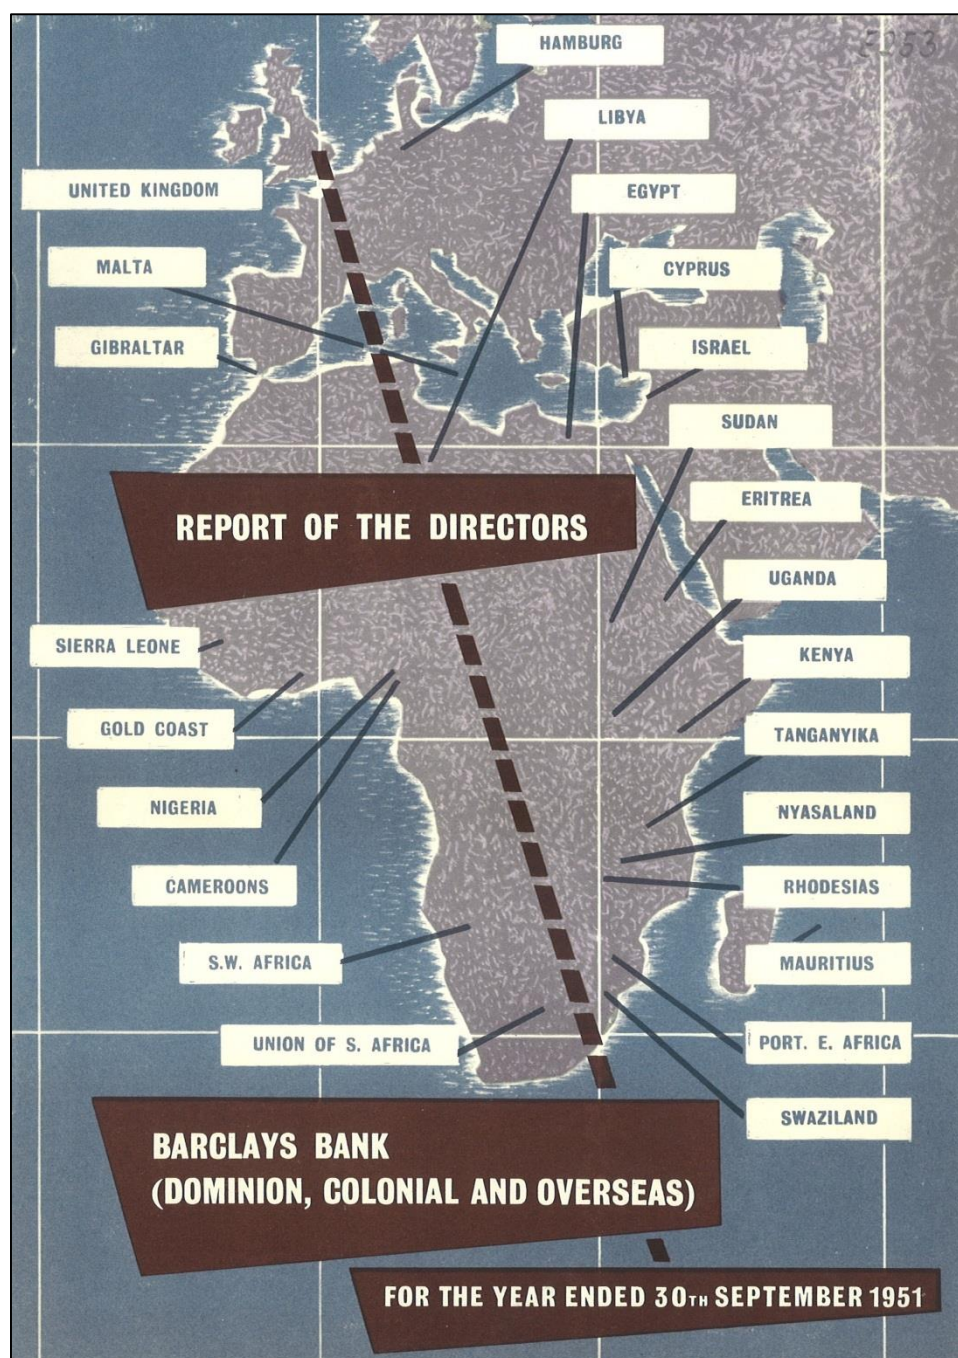 HAMBURG
LIBYA
UNITED KINGDOM
EGYPT
MALTA
CYPRUS
GIBRALTAR
ISRAEL
SUDAN
ERITREA
REPORT OF THE DIRECTORS
UGANDA
SIERRA LEONE
KENYA
GOLD COAST
TANGANYIKA
NIGERIA
NYASALAND
CAMEROONS
RHODESIAS
S.W. AFRICA
MAURITIUS
UNION OF S. AFRICA
PORT. E. AFRICA
SWAZILAND
BARCLAYS BANK
(DOMINION, COLONIAL AND OVERSEAS)
FOR THE YEAR ENDED 30TH SEPTEMBER 1951